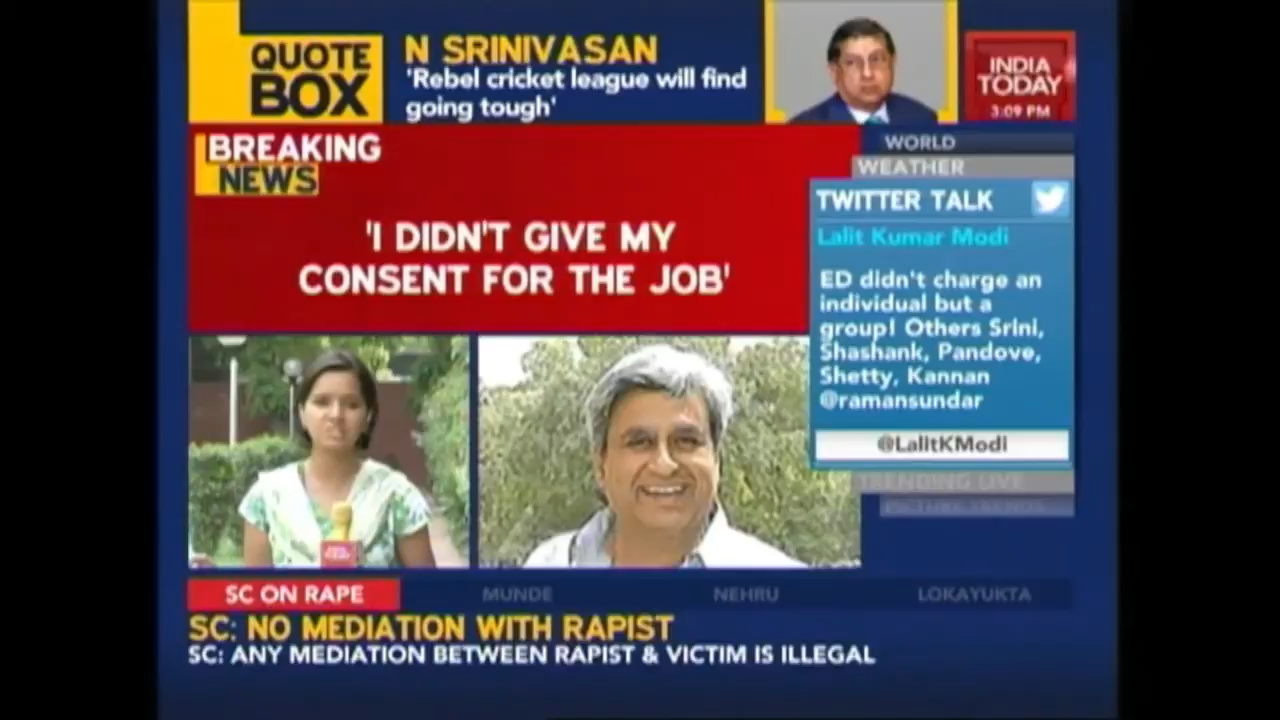 QUOTE
BOX
N SRINIVASAN
'Rebel cricket league will find
going tough'
INDIA
TODAY
3:09 PM
BREAKING
NEWS
'I DIDN'T GIVE MY
CONSENT FOR THE JOB'
WORLD
WEATHER
TWITTER TALK
Lalit Kumar Modi
ED didn't charge an
individual but a
group! Others Srini,
Shashank, Pandove,
Shetty, Kannan
@ramansundar
@LalitKModi
TRENDING LIVE
PICTURE TRENDS
SC ON RAPE
MUNDE
NEHRU
LOKAYUKTA
SC: NO MEDIATION WITH RAPIST
SC: ANY MEDIATION BETWEEN RAPIST & VICTIM IS ILLEGAL